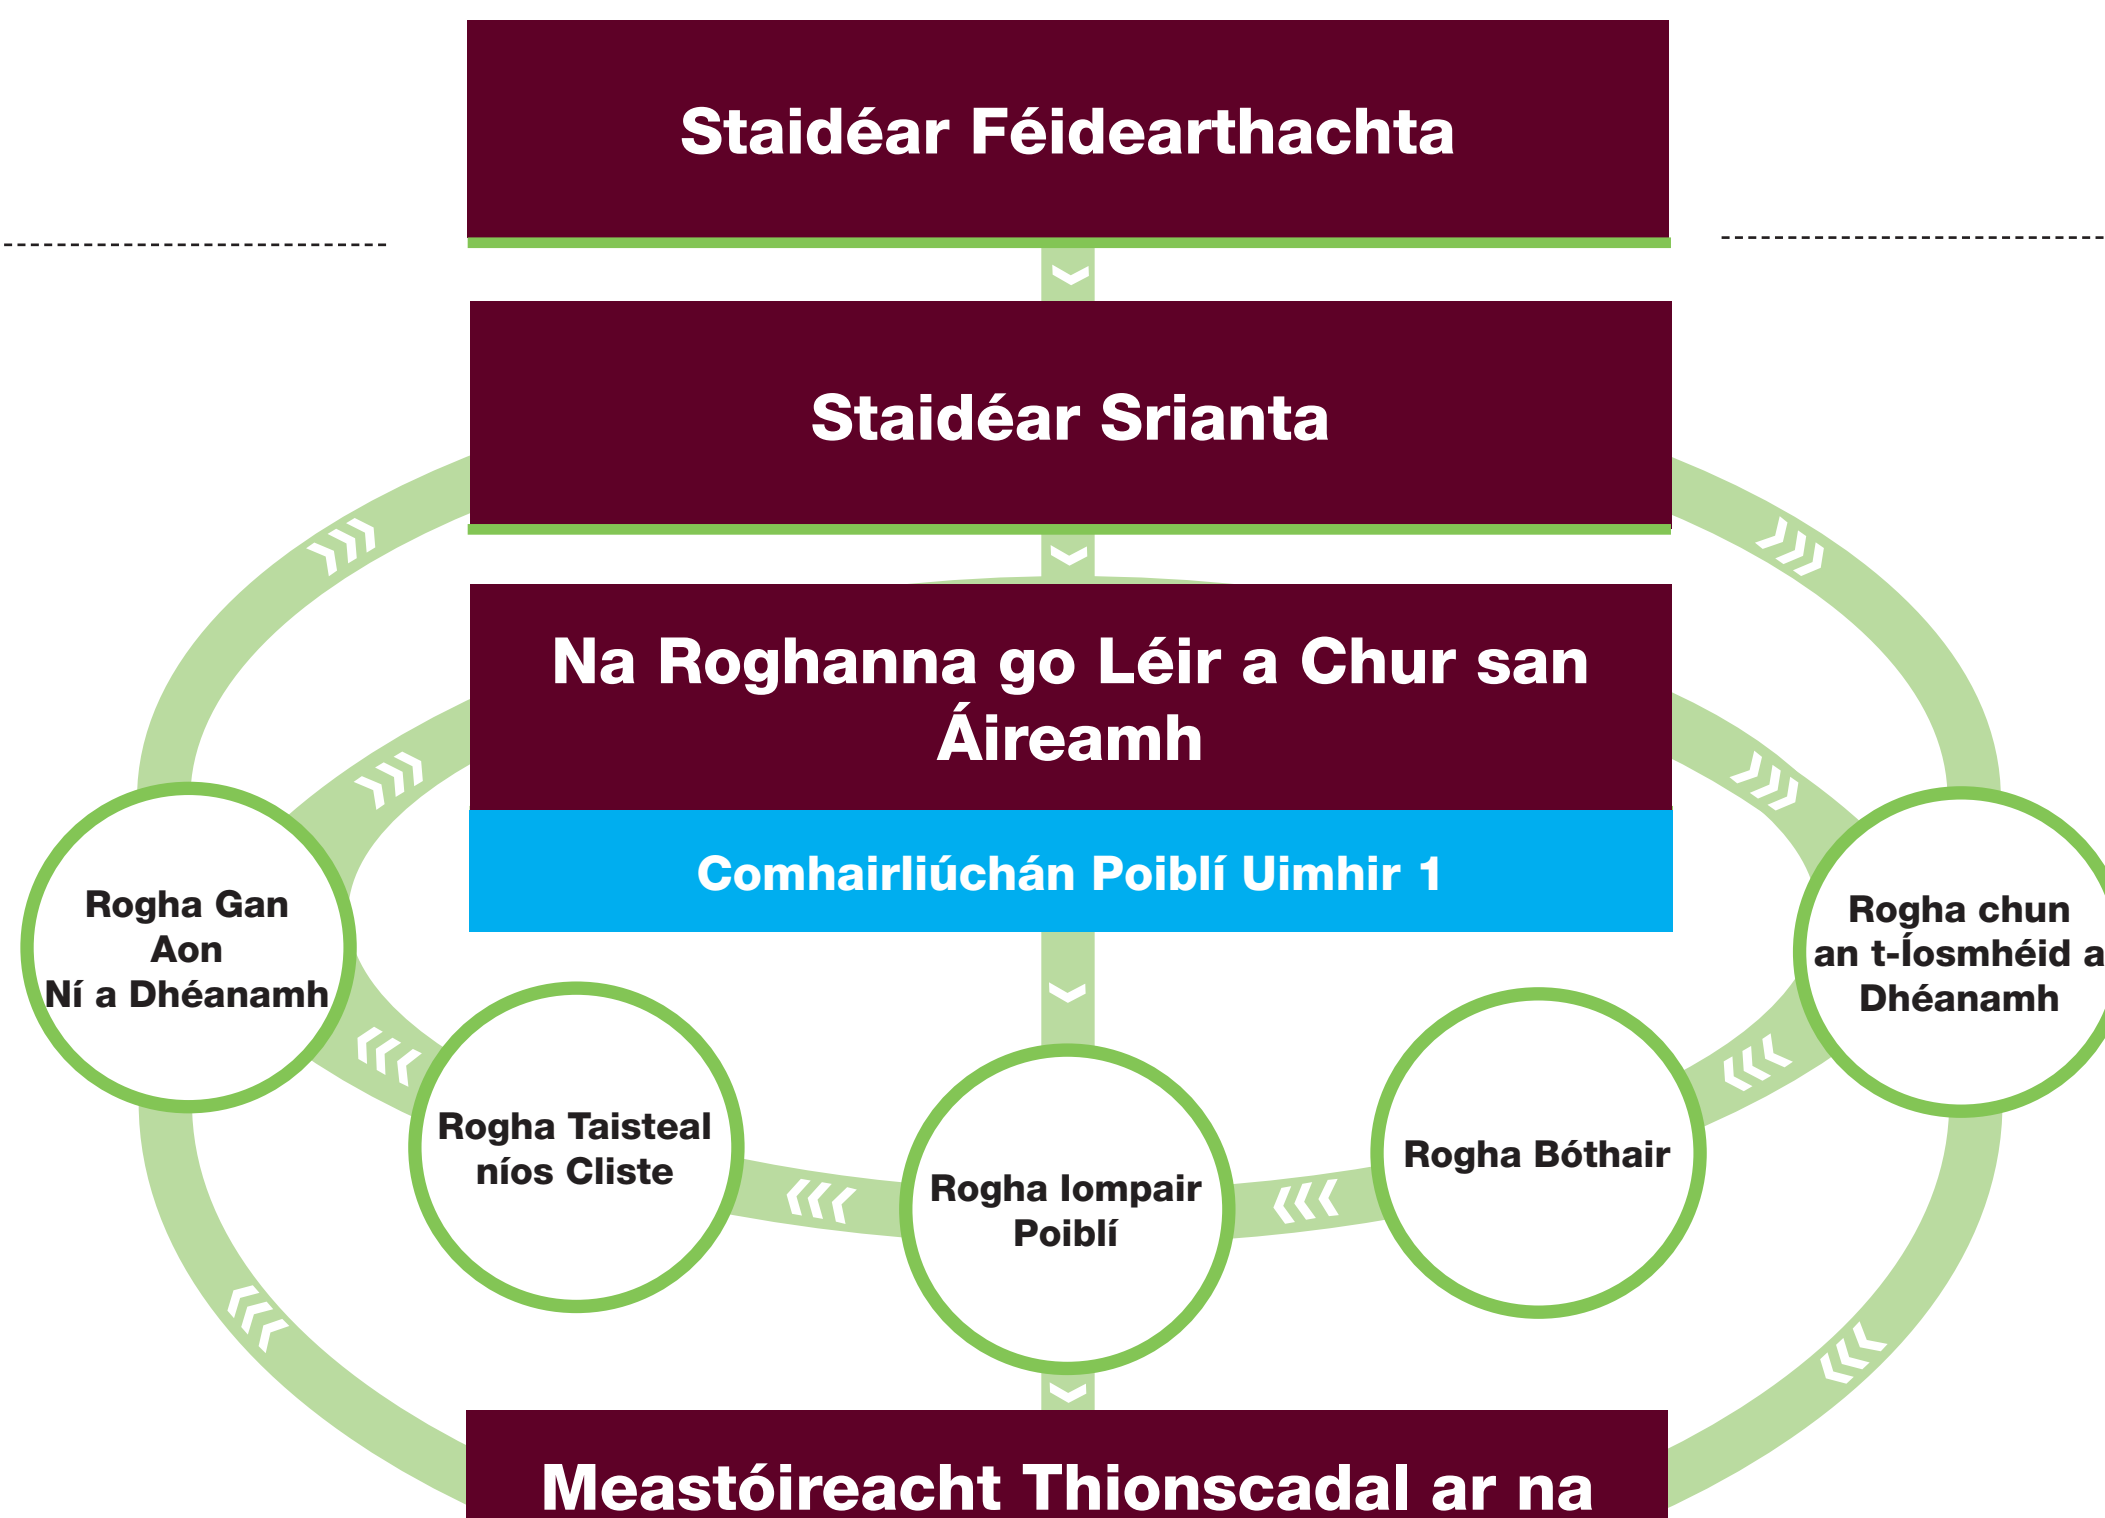 Staidéar Féidearthachta
Staidéar Srianta
Na Roghanna go Léir a Chur san
Áireamh
Comhairliúchán Poiblí Uimhir 1
Rogha Gan
Aon
Ní a Dhéanamh
Rogha Taisteal
níos Cliste
Rogha Iompair
Poiblí
Rogha Bóthair
Rogha chun
an t-Íosmhéid a
Dhéanamh
Meastóireacht Thionscadal ar na